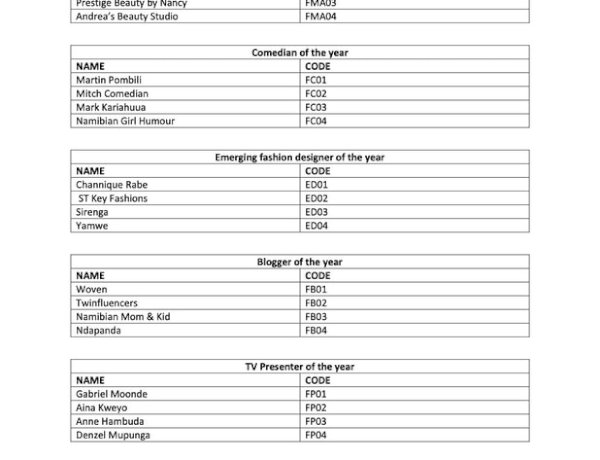 Prestige Beauty by Nancy FMA03
Andrea's Beauty Studio FMA04
Comedian of the year
NAME CODE
Martin Pombili FC01
Mitch Comedian FC02
Mark Kariahuua FC03
Namibian Girl Humour FC04
Emerging fashion designer of the year
NAME CODE
Channique Rabe ED01
ST Key Fashions ED02
Sirenga ED03
Yamwe ED04
Blogger of the year
NAME CODE
Woven FB01
Twinfluencers FB02
Namibian Mom & Kid FB03
Ndapanda FB04
TV Presenter of the year
NAME CODE
Gabriel Moonde FP01
Aina Kweyo FP02
Anne Hambuda FP03
Denzel Mupunga FP04